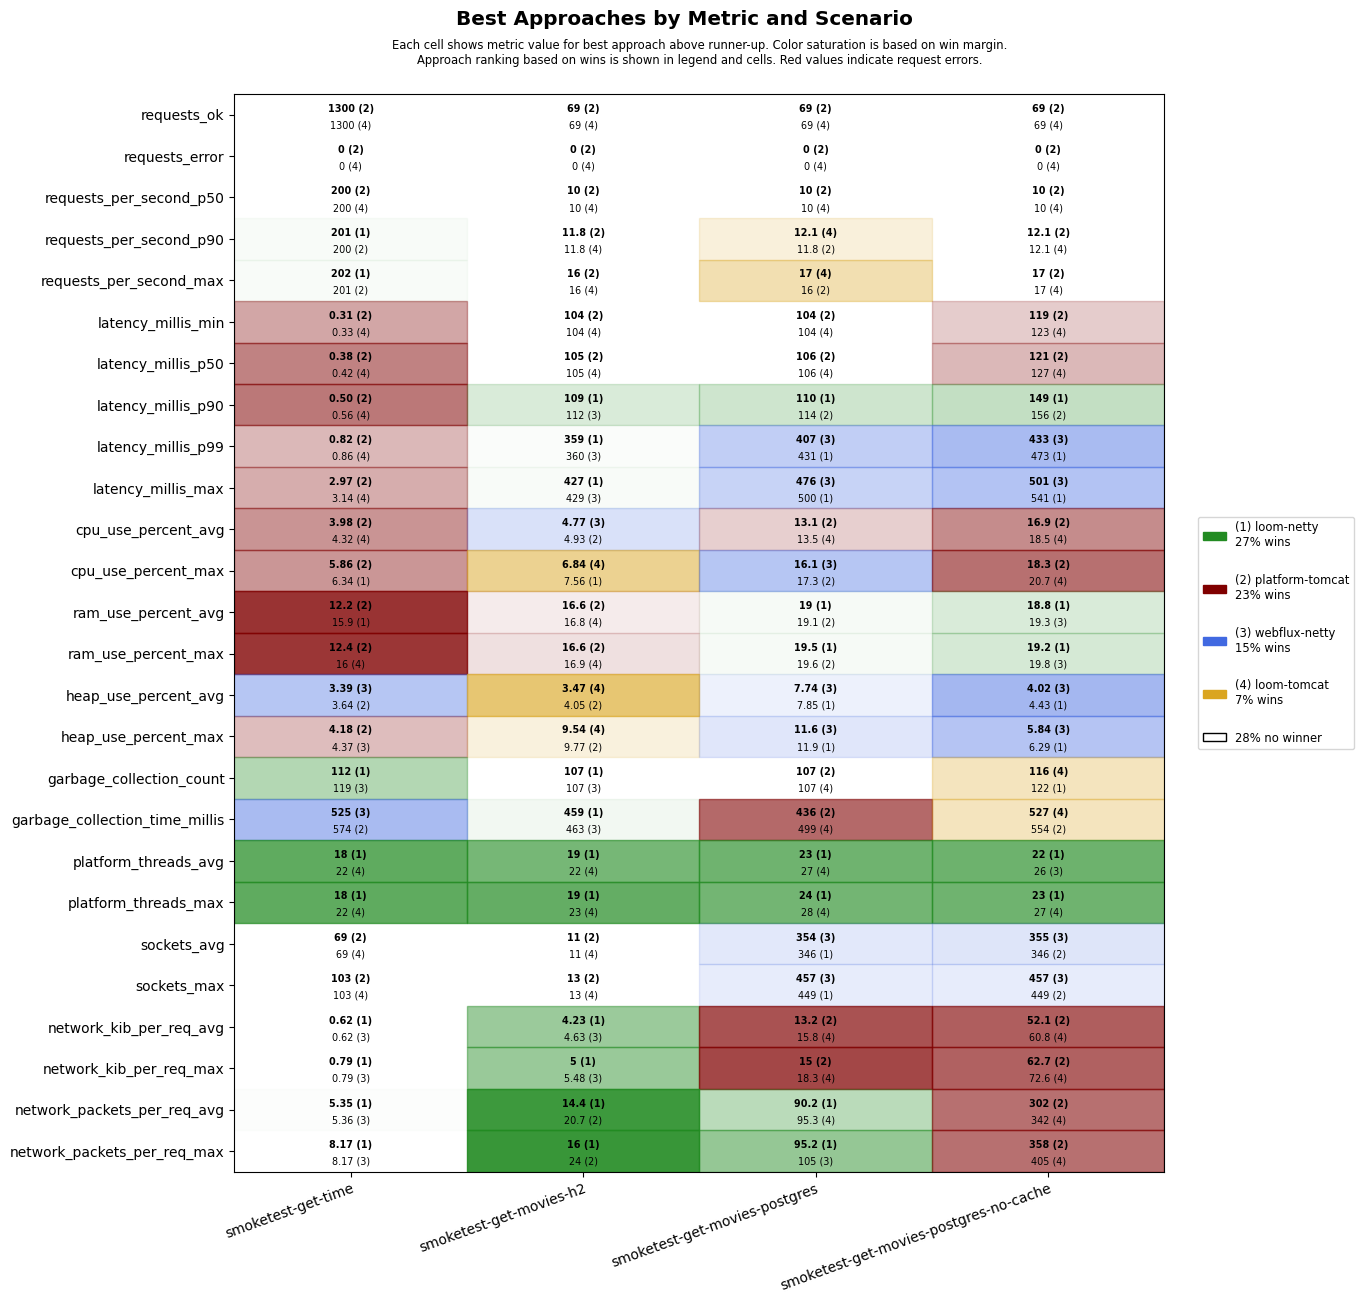 Best Approaches by Metric and Scenario
Each cell shows metric value for best approach above runner-up. Color saturation is based on win margin.
Approach ranking based on wins is shown in legend and cells. Red values indicate request errors.
requests_ok
1300 (2) 69 (2) 69 (2) 69 (2)
1300 (4) 69 (4) 69 (4) 69 (4)
requests_error
0 (2) 0 (2) 0 (2) 0 (2)
0 (4) 0 (4) 0 (4) 0 (4)
requests_per_second_p50
200 (2) 10 (2) 10 (2) 10 (2)
200 (4) 10 (4) 10 (4) 10 (4)
requests_per_second_p90
201 (1) 11.8 (2) 12.1 (4) 12.1 (2)
200 (2) 11.8 (4) 11.8 (2) 12.1 (4)
requests_per_second_max
202 (1) 16 (2) 17 (4) 17 (2)
201 (2) 16 (4) 16 (2) 17 (4)
latency_millis_min
0.31 (2) 104 (2) 104 (2) 119 (2)
0.33 (4) 104 (4) 104 (4) 123 (4)
latency_millis_p50
0.38 (2) 105 (2) 106 (2) 121 (2)
0.42 (4) 105 (4) 106 (4) 127 (4)
latency_millis_p90
0.50 (2) 109 (1) 110 (1) 149 (1)
0.56 (4) 112 (3) 114 (2) 156 (2)
latency_millis_p99
0.82 (2) 359 (1) 407 (3) 433 (3)
0.86 (4) 360 (3) 431 (1) 473 (1)
latency_millis_max
2.97 (2) 427 (1) 476 (3) 501 (3)
3.14 (4) 429 (3) 500 (1) 541 (1)
cpu_use_percent_avg
3.98 (2) 4.77 (3) 13.1 (2) 16.9 (2)
4.32 (4) 4.93 (2) 13.5 (4) 18.5 (4)
cpu_use_percent_max
5.86 (2) 6.84 (4) 16.1 (3) 18.3 (2)
6.34 (1) 7.56 (1) 17.3 (2) 20.7 (4)
ram_use_percent_avg
12.2 (2) 16.6 (2) 19 (1) 18.8 (1)
15.9 (1) 16.8 (4) 19.1 (2) 19.3 (3)
ram_use_percent_max
12.4 (2) 16.6 (2) 19.5 (1) 19.2 (1)
16 (4) 16.9 (4) 19.6 (2) 19.8 (3)
heap_use_percent_avg
3.39 (3) 3.47 (4) 7.74 (3) 4.02 (3)
3.64 (2) 4.05 (2) 7.85 (1) 4.43 (1)
heap_use_percent_max
4.18 (2) 9.54 (4) 11.6 (3) 5.84 (3)
4.37 (3) 9.77 (2) 11.9 (1) 6.29 (1)
garbage_collection_count
112 (1) 107 (1) 107 (2) 116 (4)
119 (3) 107 (3) 107 (4) 122 (1)
garbage_collection_time_millis
525 (3) 459 (1) 436 (2) 527 (4)
574 (2) 463 (3) 499 (4) 554 (2)
platform_threads_avg
18 (1) 19 (1) 23 (1) 22 (1)
22 (4) 22 (4) 27 (4) 26 (3)
platform_threads_max
18 (1) 19 (1) 24 (1) 23 (1)
22 (4) 23 (4) 28 (4) 27 (4)
sockets_avg
69 (2) 11 (2) 354 (3) 355 (3)
69 (4) 11 (4) 346 (1) 346 (2)
sockets_max
103 (2) 13 (2) 457 (3) 457 (3)
103 (4) 13 (4) 449 (1) 449 (2)
network_kib_per_req_avg
0.62 (1) 4.23 (1) 13.2 (2) 52.1 (2)
0.62 (3) 4.63 (3) 15.8 (4) 60.8 (4)
network_kib_per_req_max
0.79 (1) 5 (1) 15 (2) 62.7 (2)
0.79 (3) 5.48 (3) 18.3 (4) 72.6 (4)
network_packets_per_req_avg
5.35 (1) 14.4 (1) 90.2 (1) 302 (2)
5.36 (3) 20.7 (2) 95.3 (4) 342 (4)
network_packets_per_req_max
8.17 (1) 16 (1) 95.2 (1) 358 (2)
8.17 (3) 24 (2) 105 (3) 405 (4)
smoketest-get-time
smoketest-get-movies-h2
smoketest-get-movies-postgres
smoketest-get-movies-postgres-no-cache
(1) loom-netty
27% wins
(2) platform-tomcat
23% wins
(3) webflux-netty
15% wins
(4) loom-tomcat
7% wins
28% no winner